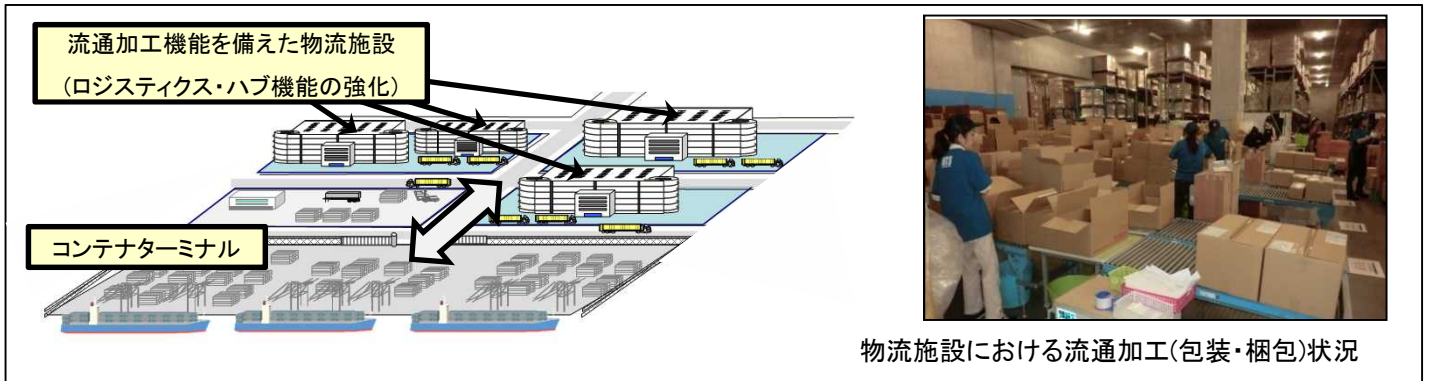 流通加工機能を備えた物流施設
(ロジスティクス・ハブ機能の強化)
コンテナターミナル
物流施設における流通加工(包装・梱包)状況